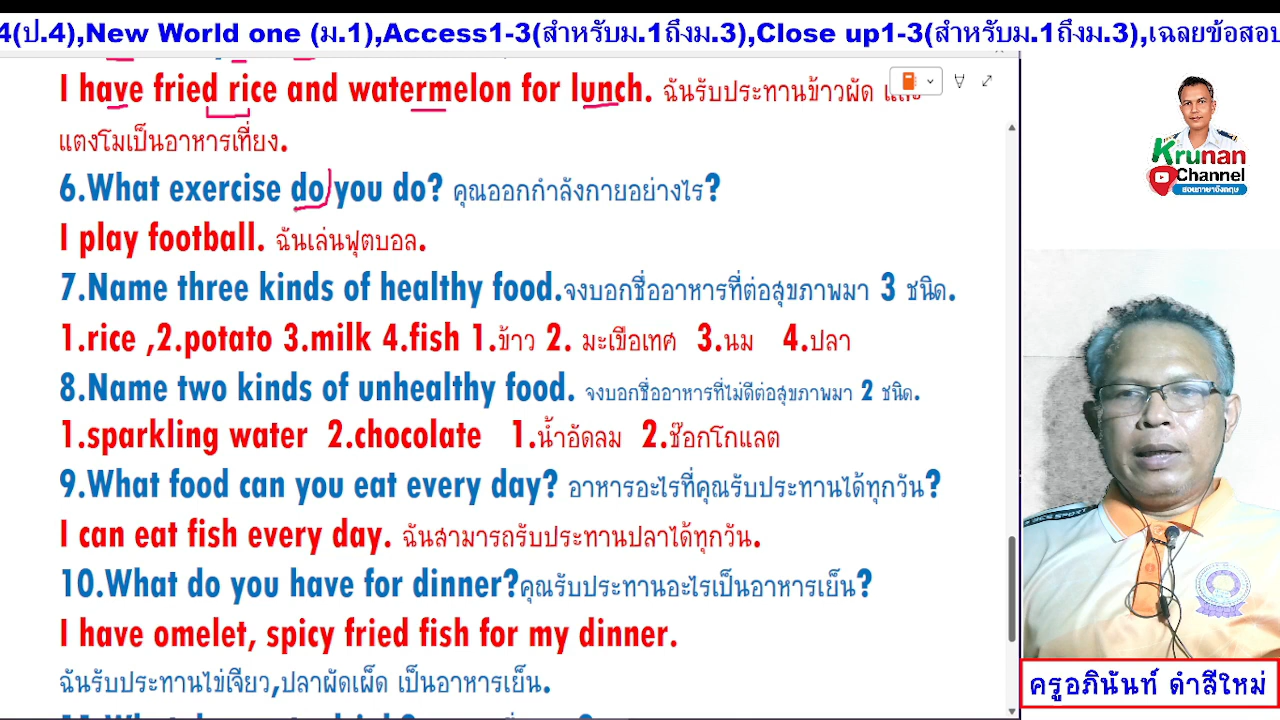 4(ป.4),New World one (ม.1),Access1-3(สำหรับม.1ถึงม.3),Close up1-3(สำหรับม.1ถึงม.3),เฉลยข้อสอบ
I have fried rice and watermelon for lunch. ฉันรับประทานข้าวผัด และ
แตงโมเป็นอาหารเที่ยง.
6.What exercise do you do? คุณออกกำลังกายอย่างไร?
I play football. ฉันเล่นฟุตบอล.
7.Name three kinds of healthy food.จงบอกชื่ออาหารที่ต่อสุขภาพมา 3 ชนิด.
1.rice ,2.potato 3.milk 4.fish 1.ข้าว 2. มะเขือเทศ 3.นม 4.ปลา
8.Name two kinds of unhealthy food. จงบอกชื่ออาหารที่ไม่ดีต่อสุขภาพมา 2 ชนิด.
1.sparkling water 2.chocolate 1.น้ำอัดลม 2.ช๊อกโกแลต
9.What food can you eat every day? อาหารอะไรที่คุณรับประทานได้ทุกวัน?
I can eat fish every day. ฉันสามารถรับประทานปลาได้ทุกวัน.
10.What do you have for dinner?คุณรับประทานอะไรเป็นอาหารเย็น?
I have omelet, spicy fried fish for my dinner.
ฉันรับประทานไข่เจียว,ปลาผัดเผ็ด เป็นอาหารเย็น.
Krunan
Channel
สอนภาษาอังกฤษ
ครูอภินันท์ ดำสีใหม่